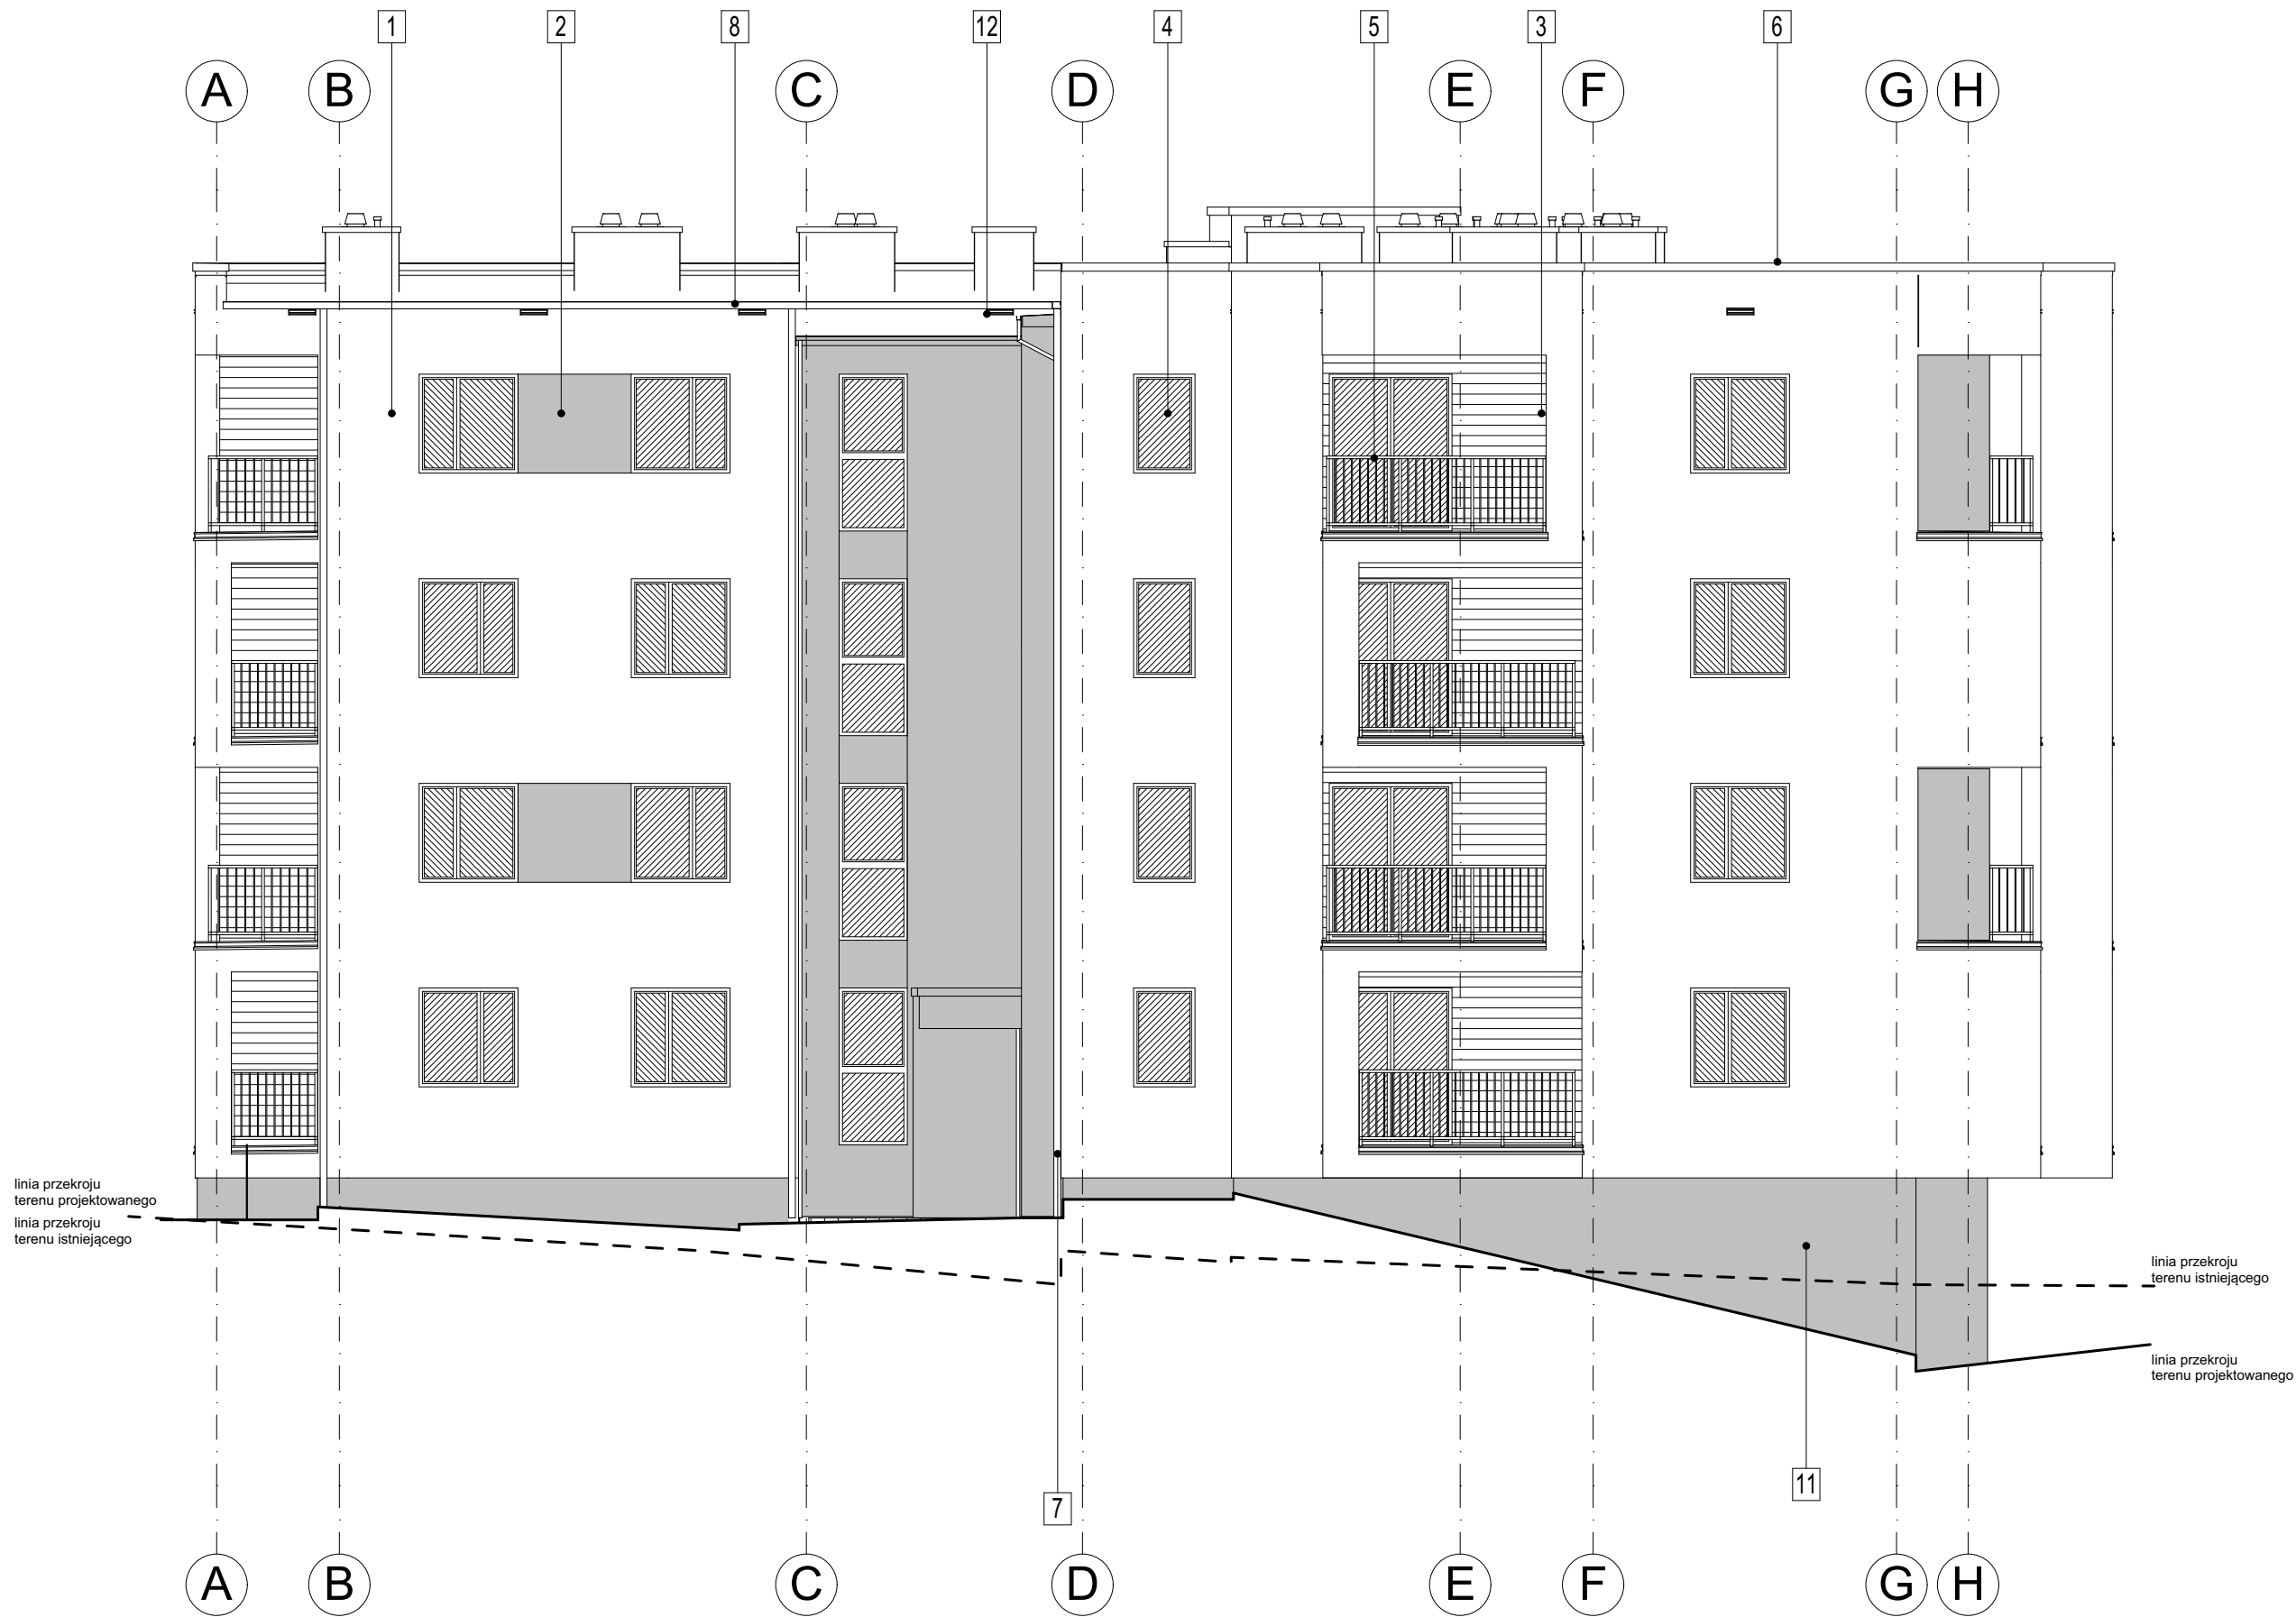 1 2 8 12 4 5 3 6
A B C D E F G H
linia przekroju
terenu projektowanego
linia przekroju
terenu istniejącego
linia przekroju
terenu istniejącego
linia przekroju
terenu projektowanego
11
7
A B C D E F G H